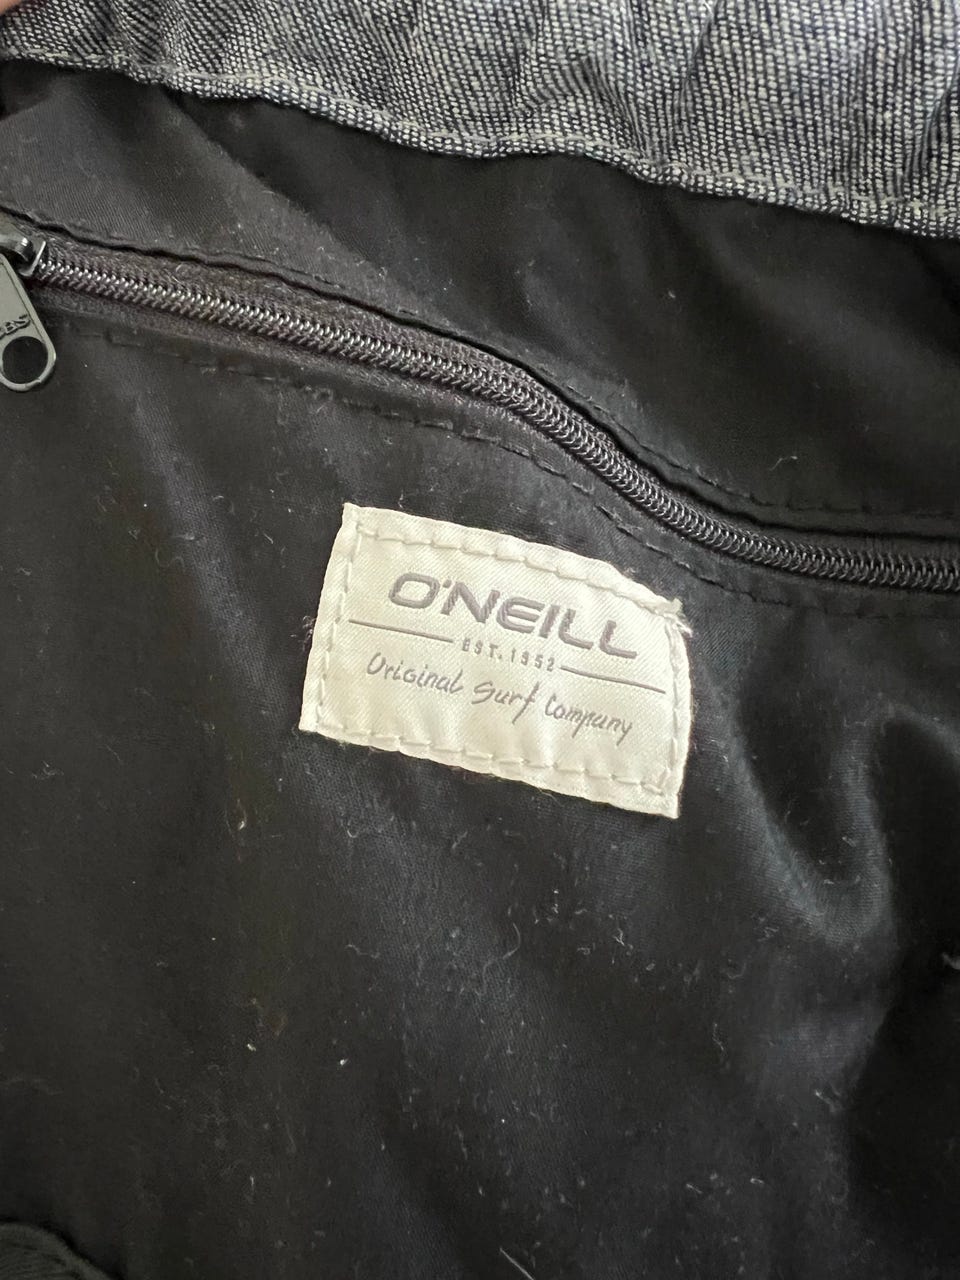 O'NEILL
EST. 1952
Original Surf Company